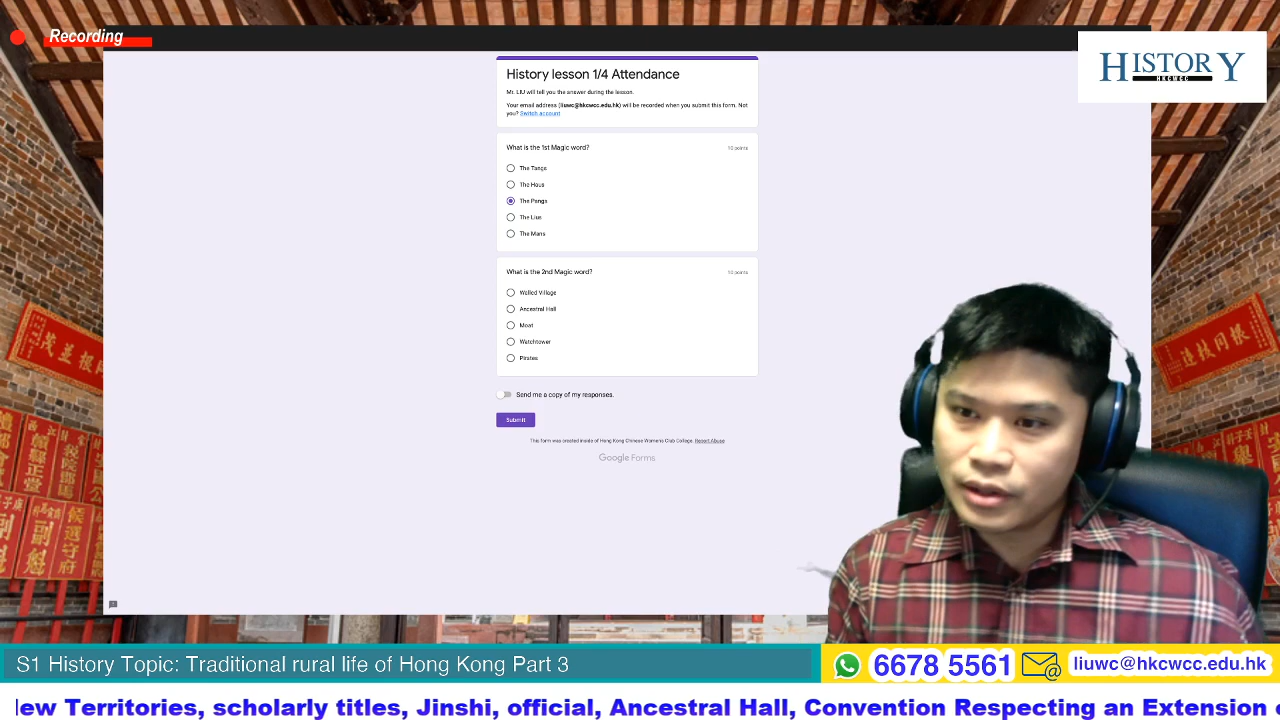 Recording
HISTORY
HKCWCC
History lesson 1/4 Attendance
Mr. LIU will tell you the answer during the lesson.
Your email address (liuwc@hkcwcc.edu.hk) will be recorded when you submit this form. Not
you? Switch account
What is the 1st Magic word?
10 points
The Tangs
The Haus
The Pangs
The Lius
The Mans
What is the 2nd Magic word?
10 points
Walled Village
Ancestral Hall
Moat
Watchtower
Pirates
Send me a copy of my responses.
Submit
This form was created inside of Hong Kong Chinese Womens Club College. Report Abuse
Google Forms
S1 History Topic: Traditional rural life of Hong Kong Part 3
6678 5561
liuwc@hkcwcc.edu.hk
ew Territories, scholarly titles, Jinshi, official, Ancestral Hall, Convention Respecting an Extension